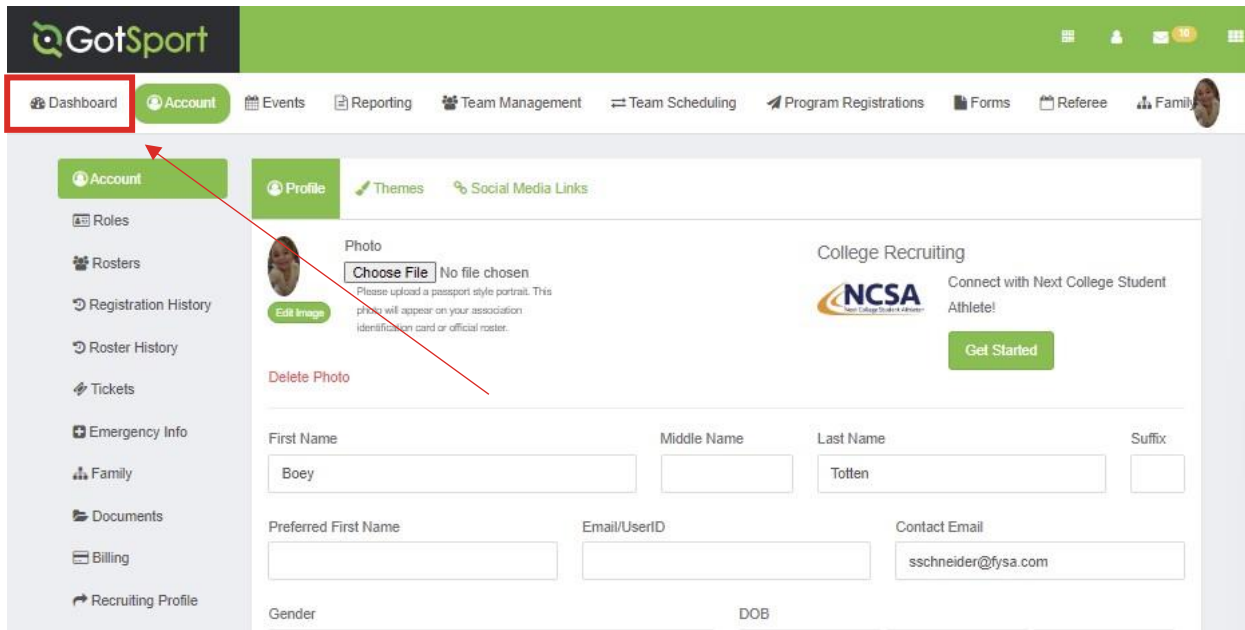 GotSport
10
Dashboard Account Events Reporting Team Management Team Scheduling Program Registrations Forms Referee Family
Account
Roles
Rosters
Registration History
Roster History
Tickets
Emergency Info
Family
Documents
Billing
Recruiting Profile
Profile Themes Social Media Links
Photo
Choose File No file chosen
Please upload a passport style portrait. This
photo will appear on your association
identification card or official roster.
Edit Image
Delete Photo
College Recruiting
NCSA
Next College Student Athlete
Connect with Next College Student
Athlete!
Get Started
First Name Middle Name Last Name Suffix
Boey Totten
Preferred First Name Email/UserID Contact Email
sschneider@fysa.com
Gender DOB